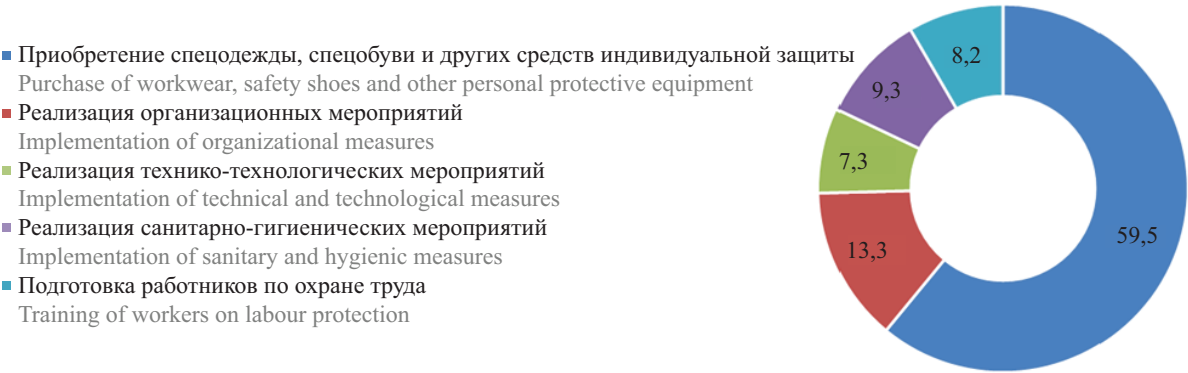 Приобретение спецодежды, спецобуви и других средств индивидуальной защиты
Purchase of workwear, safety shoes and other personal protective equipment
Реализация организационных мероприятий
Implementation of organizational measures
Реализация технико-технологических мероприятий
Implementation of technical and technological measures
Реализация санитарно-гигиенических мероприятий
Implementation of sanitary and hygienic measures
Подготовка работников по охране труда
Training of workers on labour protection
8,2
9,3
7,3
13,3
59,5